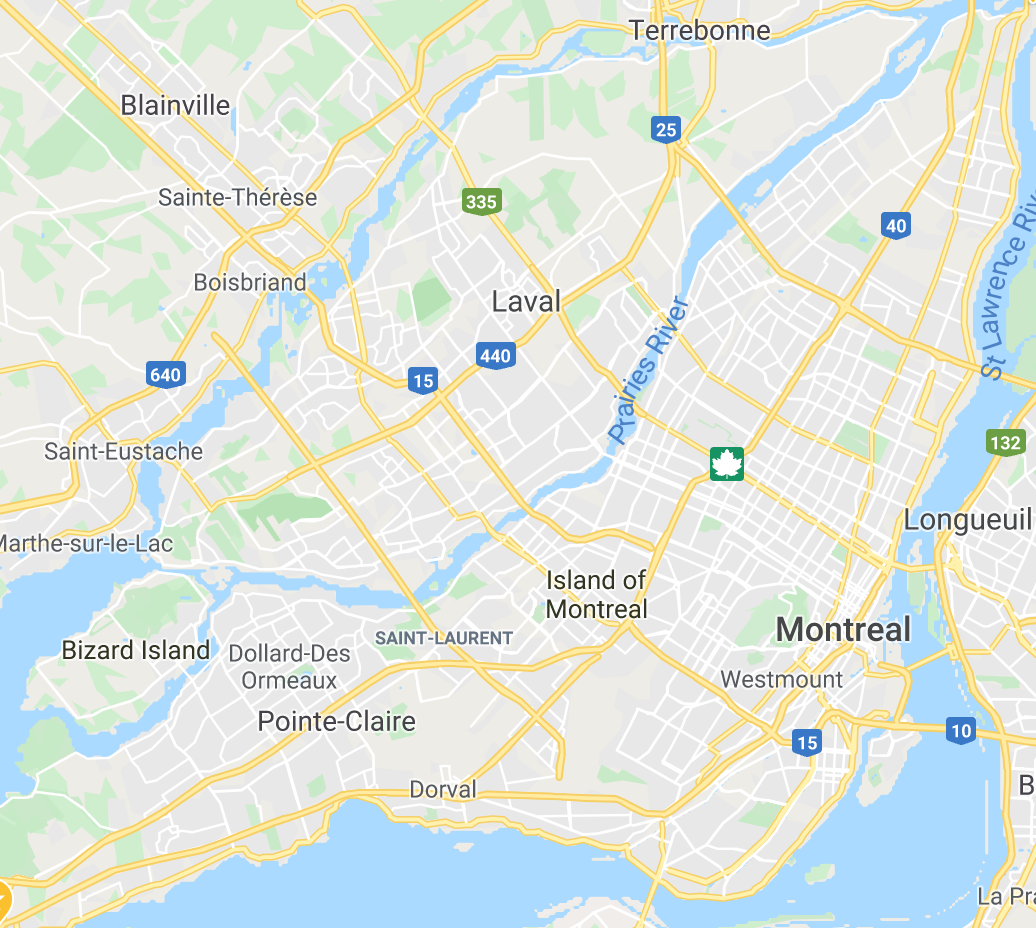 Terrebonne
Blainville
25
Sainte-Thérèse
335
40
St Lawrence Riv
Boisbriand
Laval
Prairies River
440
640
15
132
Saint-Eustache
Longueuil
Marthe-sur-le-Lac
Island of
Montreal
Montreal
SAINT-LAURENT
Bizard Island
Dollard-Des
Ormeaux
Westmount
Pointe-Claire
10
15
Dorval
B
La Pra